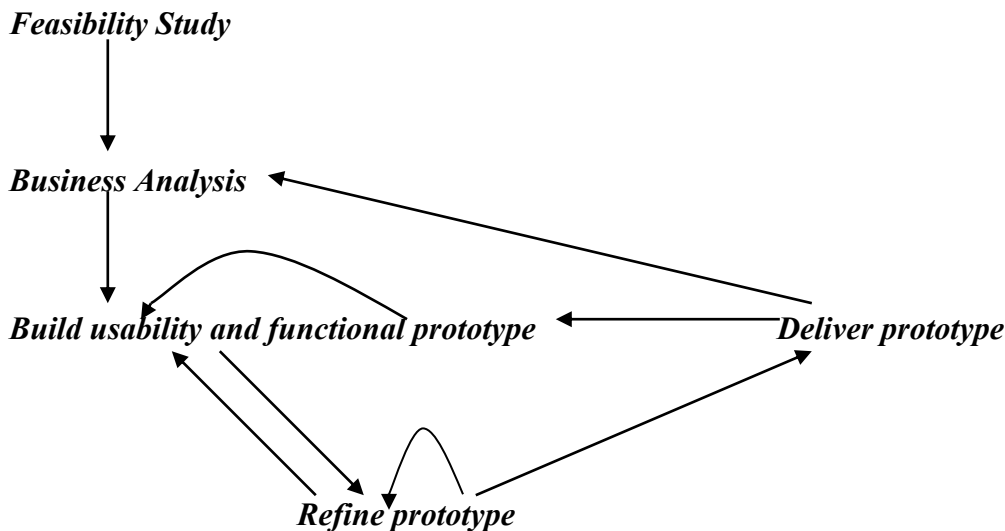 Feasibility Study
Business Analysis
Build usability and functional prototype
Deliver prototype
Refine prototype